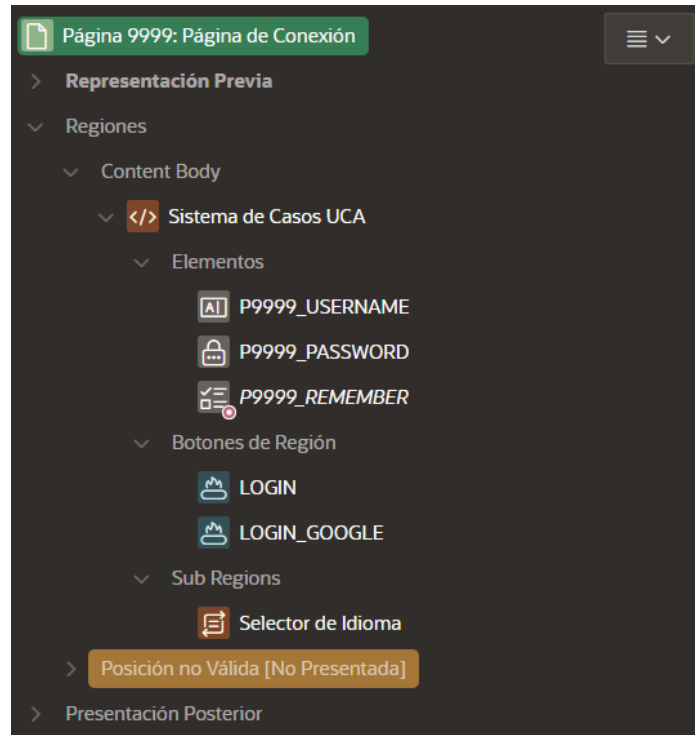 Página 9999: Página de Conexión
Representación Previa
Regiones
Content Body
Sistema de Casos UCA
Elementos
P9999_USERNAME
P9999_PASSWORD
P9999_REMEMBER
Botones de Región
LOGIN
LOGIN_GOOGLE
Sub Regions
Selector de Idioma
Posición no Válida [No Presentada]
Presentación Posterior